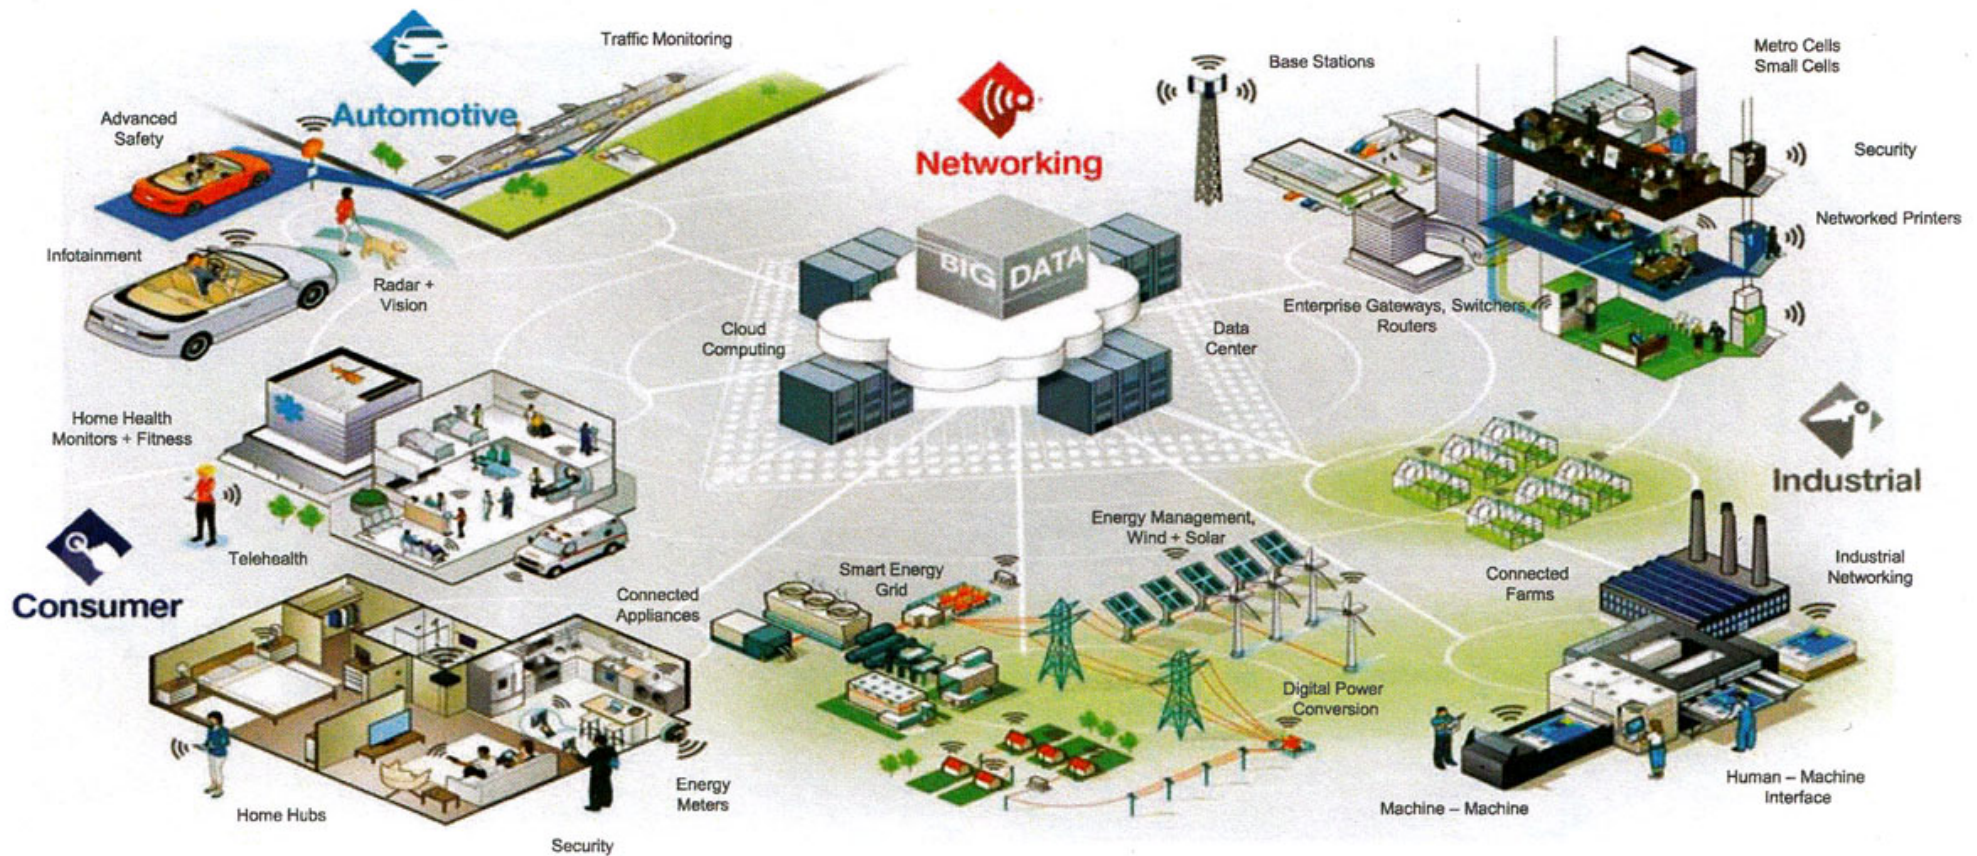 Traffic Monitoring
Automotive
Advanced
Safety
Infotainment
Radar +
Vision
Networking
Base Stations
Metro Cells
Small Cells
Security
Networked Printers
Enterprise Gateways, Switchers,
Routers
BIG DATA
Cloud
Computing
Data
Center
Home Health
Monitors + Fitness
Telehealth
Consumer
Connected
Appliances
Home Hubs
Security
Energy
Meters
Smart Energy
Grid
Energy Management,
Wind + Solar
Digital Power
Conversion
Industrial
Connected
Farms
Industrial
Networking
Machine – Machine
Human – Machine
Interface